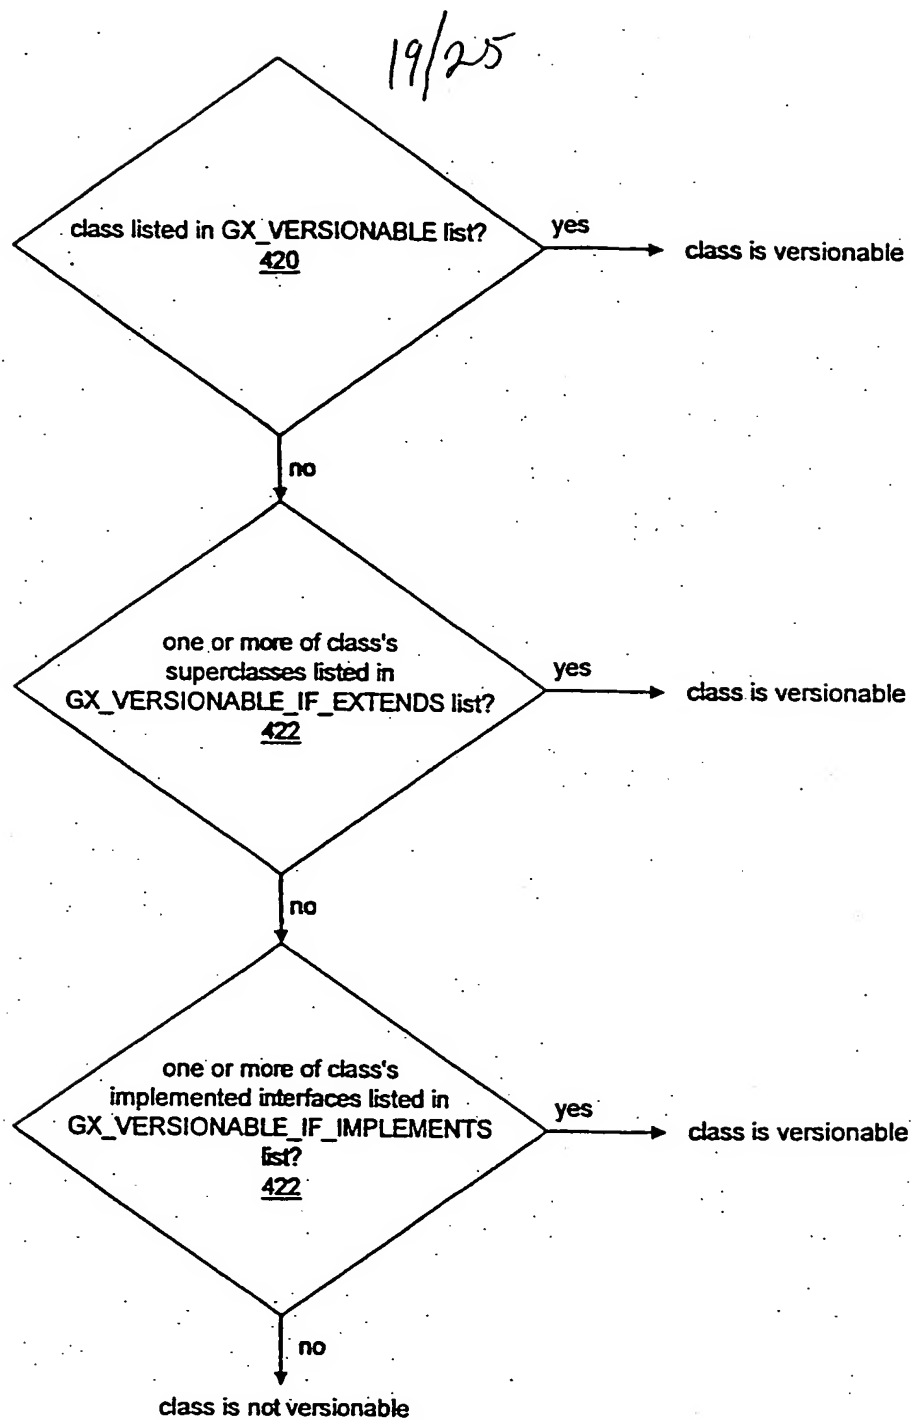 19/25
class listed in GX_VERSIONABLE list?
420
yes
class is versionable
no
one or more of class's
superclasses listed in
GX_VERSIONABLE_IF_EXTENDS list?
422
yes
class is versionable
no
one or more of class's
implemented interfaces listed in
GX_VERSIONABLE_IF_IMPLEMENTS
list?
422
yes
class is versionable
no
class is not versionable